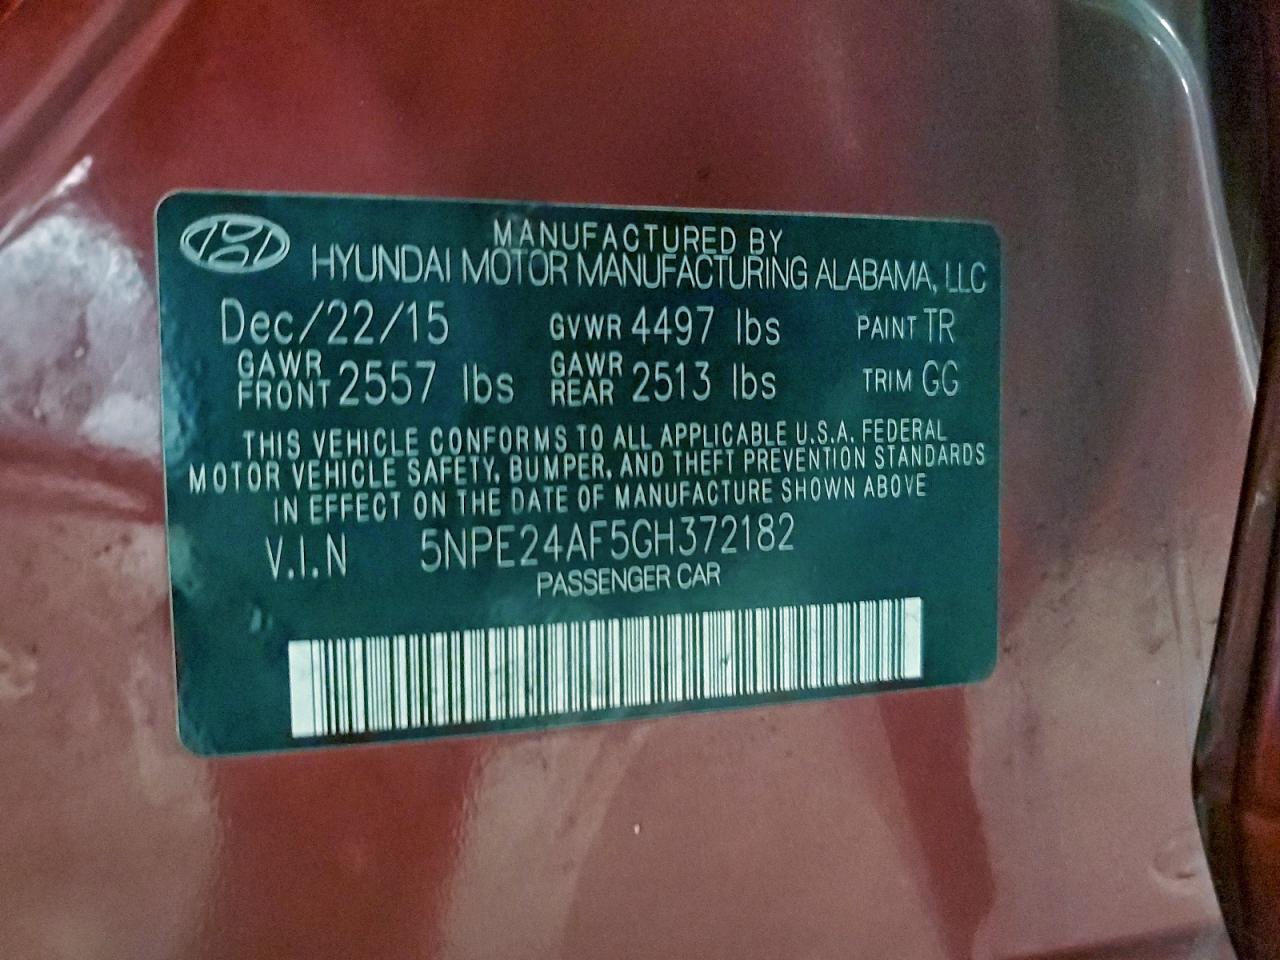 MANUFACTURED BY
HYUNDAI MOTOR MANUFACTURING ALABAMA, LLC
Dec/22/15 GVWR 4497 lbs PAINT TR
GAWR FRONT 2557 lbs GAWR REAR 2513 lbs TRIM GG
THIS VEHICLE CONFORMS TO ALL APPLICABLE U.S.A. FEDERAL
MOTOR VEHICLE SAFETY, BUMPER, AND THEFT PREVENTION STANDARDS
IN EFFECT ON THE DATE OF MANUFACTURE SHOWN ABOVE
V.I.N 5NPE24AF5GH372182
PASSENGER CAR